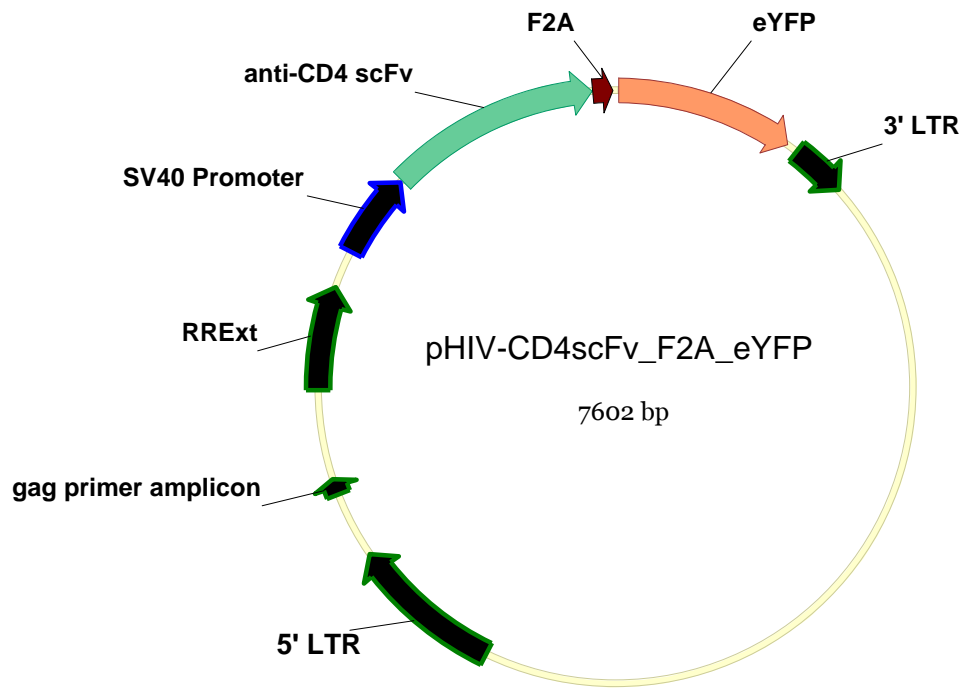 F2A
eYFP
anti-CD4 scFv
3' LTR
SV40 Promoter
RRExt
pHIV-CD4scFv_F2A_eYFP
7602 bp
gag primer amplicon
5' LTR